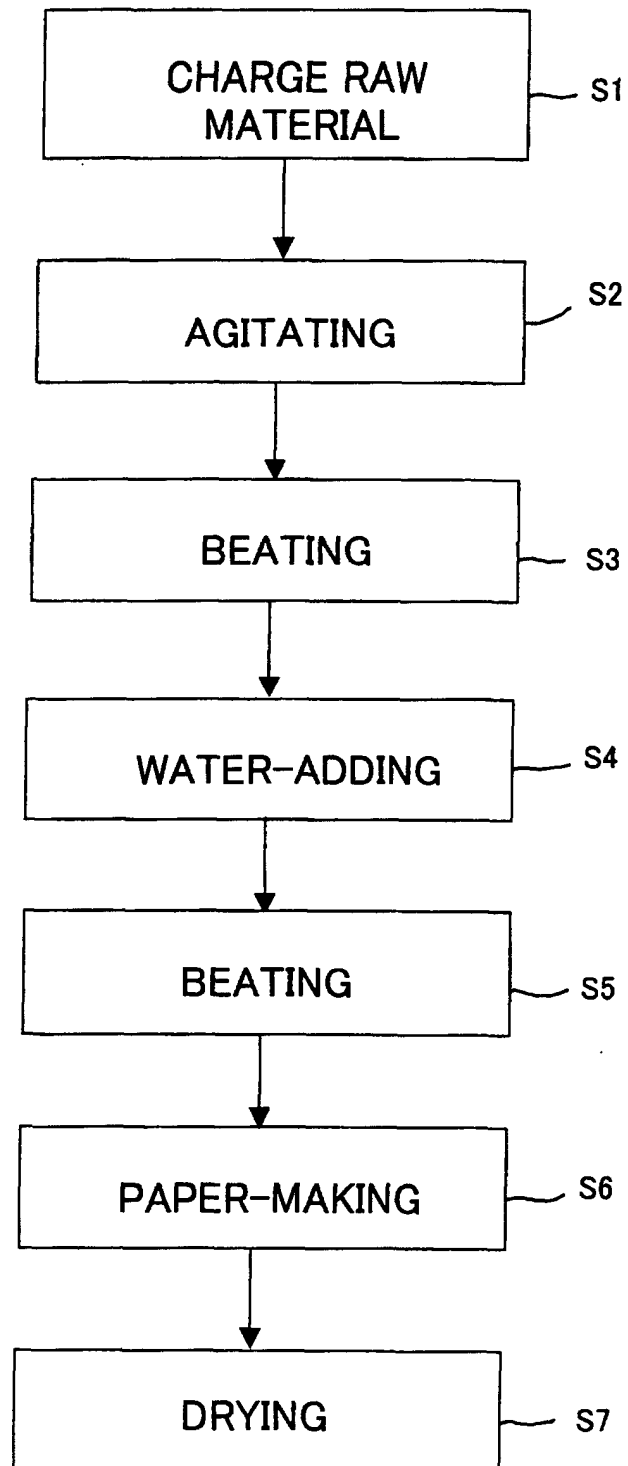 CHARGE RAW
MATERIAL
S1
AGITATING
S2
BEATING
S3
WATER-ADDING
S4
BEATING
S5
PAPER-MAKING
S6
DRYING
S7